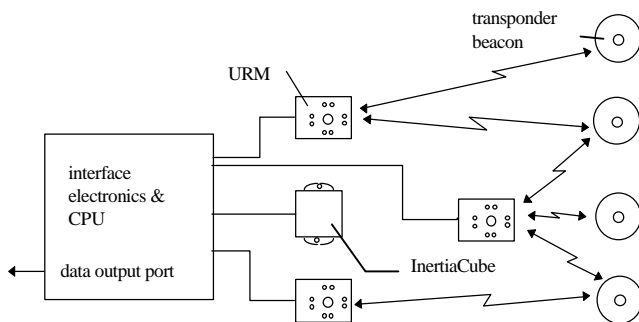 transponder
beacon
URM
interface
electronics &
CPU
InertiaCube
data output port